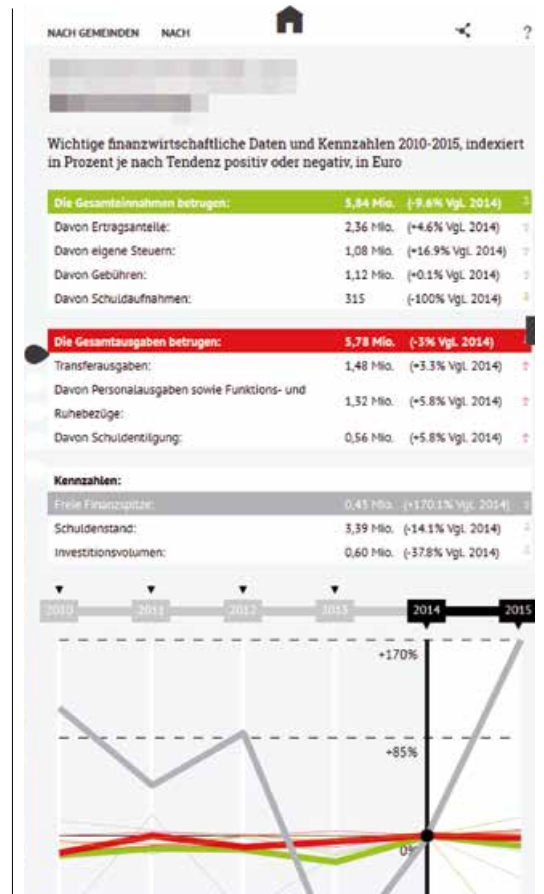 NACH GEMEINDEN NACH ?
Wichtige finanzwirtschaftliche Daten und Kennzahlen 2010-2015, indexiert
in Prozent je nach Tendenz positiv oder negativ, in Euro
Die Gesamteinnahmen betrugen: 5,84 Mio. (-9.6% Vgl. 2014)
Davon Ertragsanteile: 2,36 Mio. (+4.6% Vgl. 2014)
Davon eigene Steuern: 1,08 Mio. (+16.9% Vgl. 2014)
Davon Gebühren: 1,12 Mio. (+0.1% Vgl. 2014)
Davon Schuldaufnahmen: 315 (-100% Vgl. 2014)
Die Gesamtausgaben betrugen: 5,78 Mio. (-3% Vgl. 2014)
Transferausgaben: 1,48 Mio. (+3.3% Vgl. 2014)
Davon Personalausgaben sowie Funktions- und
Ruhebezüge: 1,32 Mio. (+5.8% Vgl. 2014)
Davon Schuldentilgung: 0,56 Mio. (+5.8% Vgl. 2014)
Kennzahlen:
Freie Finanzspitze: 0,43 Mio. (+170.1% Vgl. 2014)
Schuldenstand: 3,39 Mio. (-14.1% Vgl. 2014)
Investitionsvolumen: 0,60 Mio. (-37.8% Vgl. 2014)
2010 2011 2012 2013 2014 2015
+170%
+85%
0%